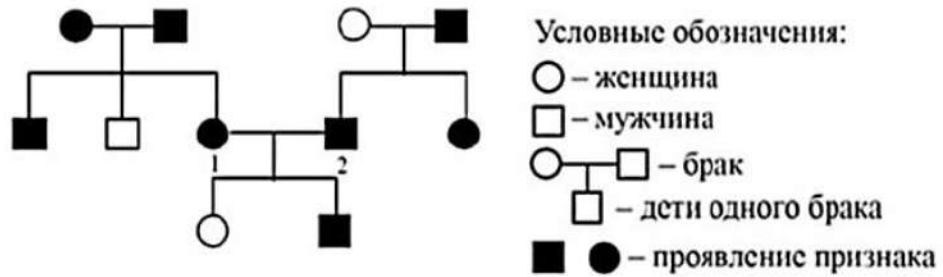 Условные обозначения:
– женщина
– мужчина
– брак
– дети одного брака
– проявление признака
1 2